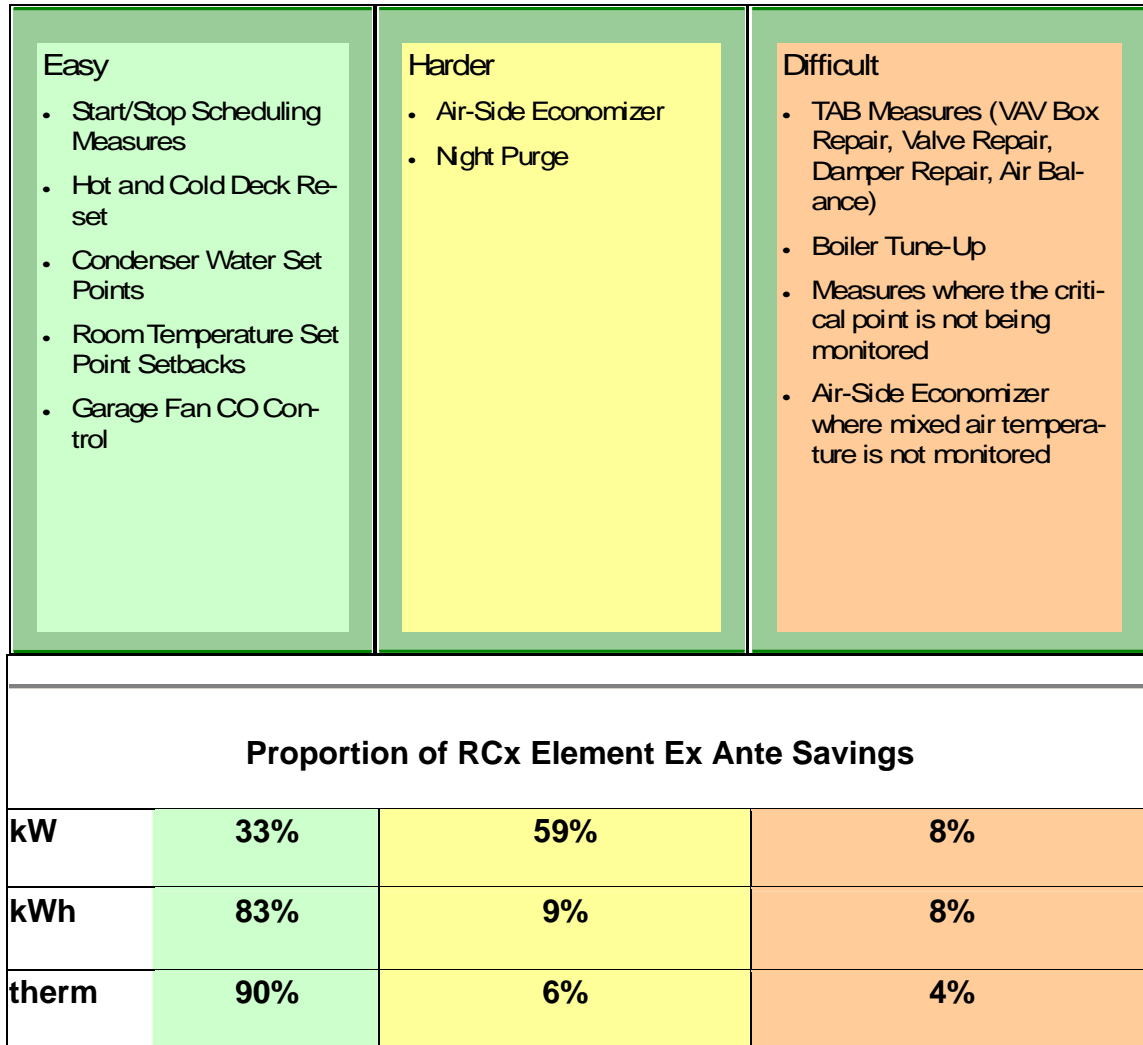 Easy
• Start/Stop Scheduling
Measures
• Hot and Cold Deck Re-
set
• Condenser Water Set
Points
• Room Temperature Set
Point Setbacks
• Garage Fan CO Con-
trol
Harder
• Air-Side Economizer
• Night Purge
Difficult
• TAB Measures (VAV Box
Repair, Valve Repair,
Damper Repair, Air Bal-
ance)
• Boiler Tune-Up
• Measures where the criti-
cal point is not being
monitored
• Air-Side Economizer
where mixed air tempera-
ture is not monitored
Proportion of RCx Element Ex Ante Savings
kW 33% 59% 8%
kWh 83% 9% 8%
therm 90% 6% 4%